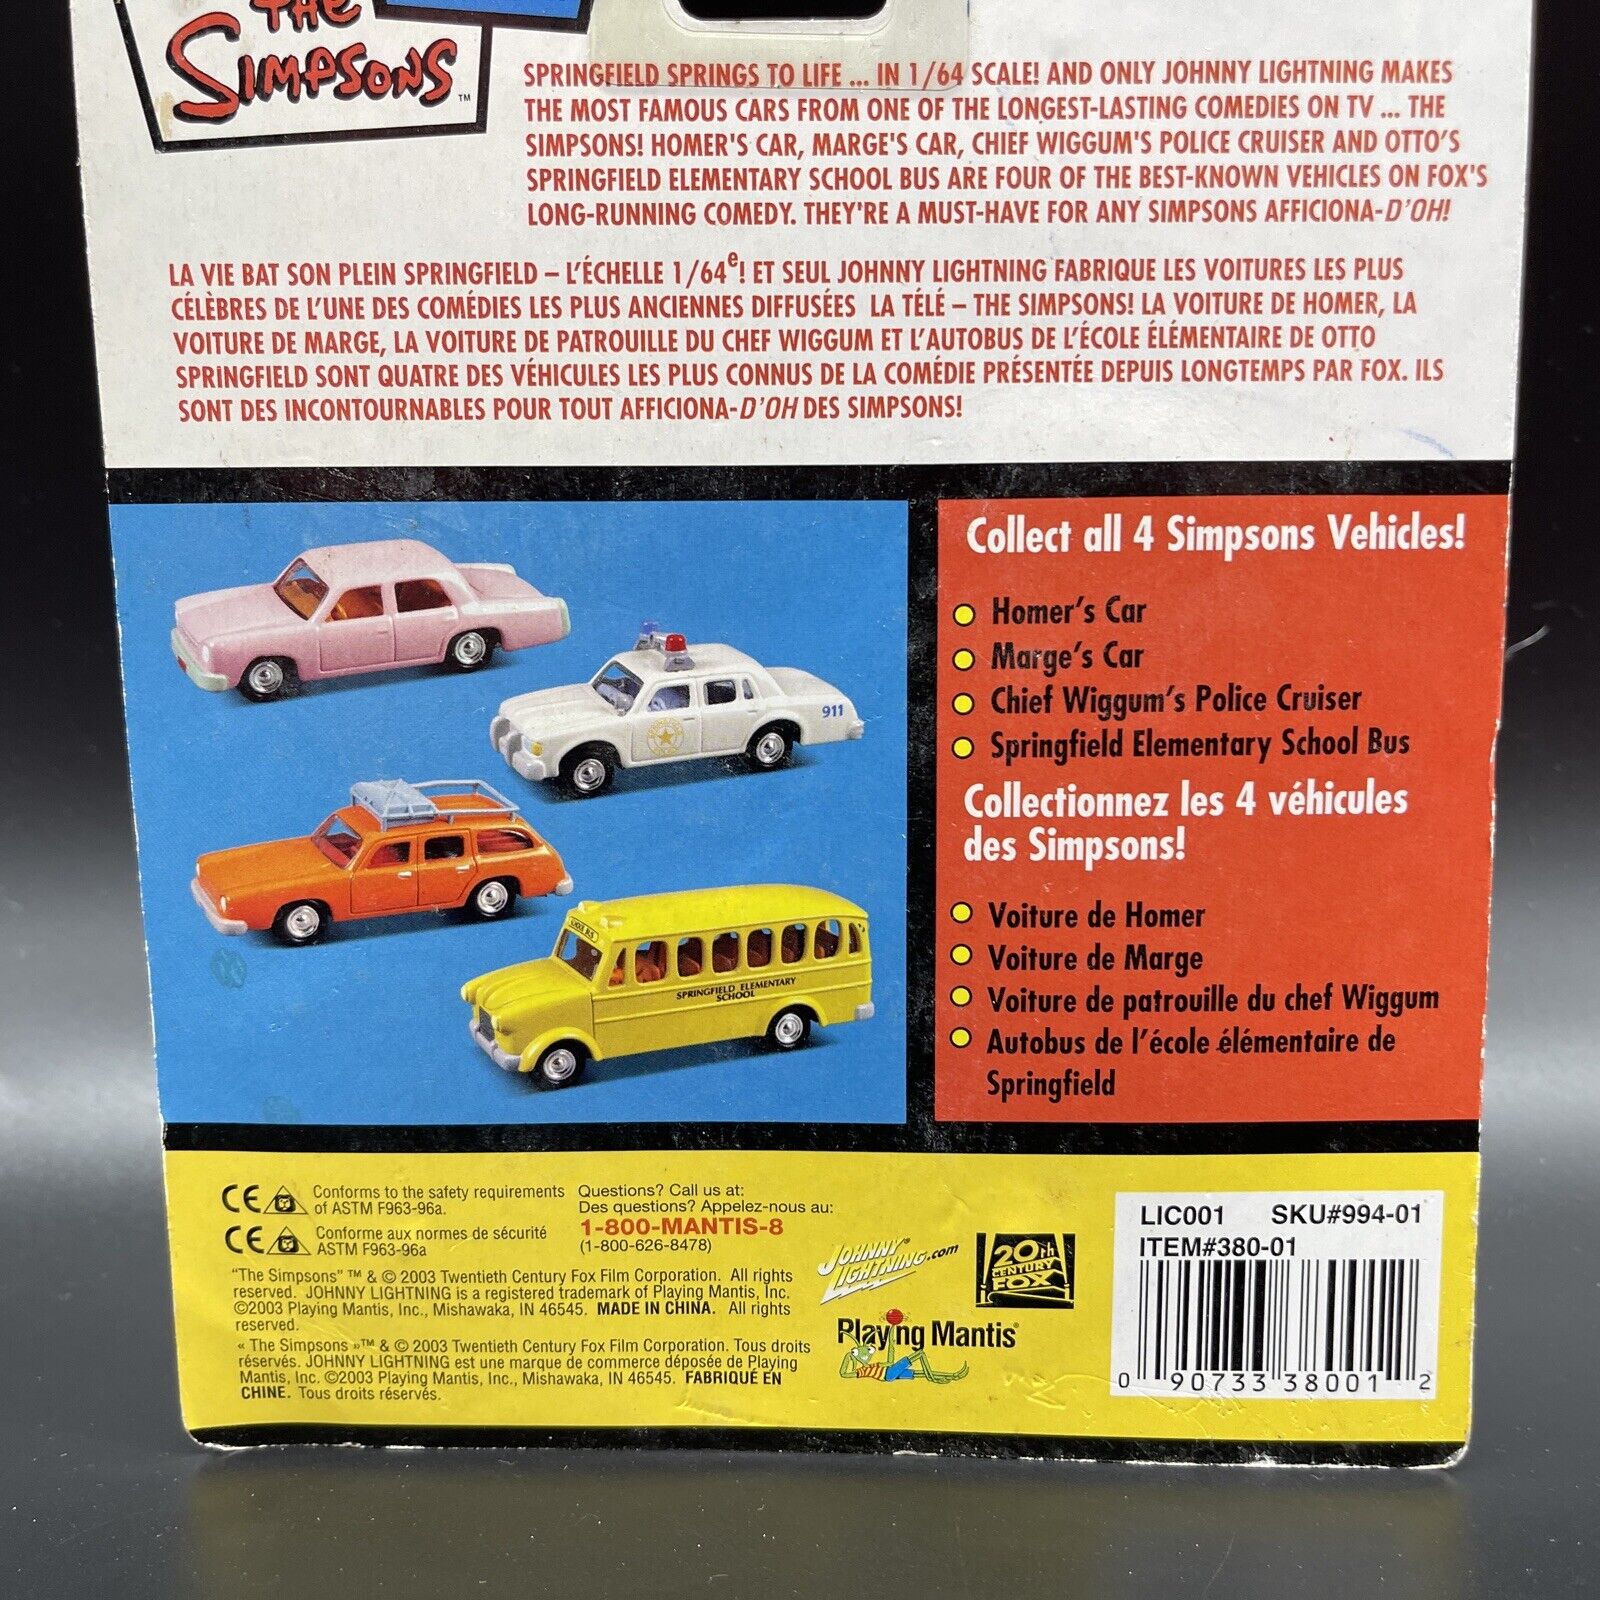 THE
SIMPSONS™
SPRINGFIELD SPRINGS TO LIFE ... IN 1/64 SCALE! AND ONLY JOHNNY LIGHTNING MAKES
THE MOST FAMOUS CARS FROM ONE OF THE LONGEST-LASTING COMEDIES ON TV ... THE
SIMPSONS! HOMER'S CAR, MARGE'S CAR, CHIEF WIGGUM'S POLICE CRUISER AND OTTO'S
SPRINGFIELD ELEMENTARY SCHOOL BUS ARE FOUR OF THE BEST-KNOWN VEHICLES ON FOX'S
LONG-RUNNING COMEDY. THEY'RE A MUST-HAVE FOR ANY SIMPSONS AFFICIONA-D'OH!
LA VIE BAT SON PLEIN SPRINGFIELD – L'ÉCHELLE 1/64e! ET SEUL JOHNNY LIGHTNING FABRIQUE LES VOITURES LES PLUS
CÉLÈBRES DE L'UNE DES COMÉDIES LES PLUS ANCIENNES DIFFUSÉES LA TÉLÉ – THE SIMPSONS! LA VOITURE DE HOMER, LA
VOITURE DE MARGE, LA VOITURE DE PATROUILLE DU CHEF WIGGUM ET L'AUTOBUS DE L'ÉCOLE ÉLÉMENTAIRE DE OTTO
SPRINGFIELD SONT QUATRE DES VÉHICULES LES PLUS CONNUS DE LA COMÉDIE PRÉSENTÉE DEPUIS LONGTEMPS PAR FOX. ILS
SONT DES INCONTOURNABLES POUR TOUT AFFICIONA-D'OH DES SIMPSONS!
911
SPRINGFIELD ELEMENTARY
SCHOOL
Collect all 4 Simpsons Vehicles!
Homer's Car
Marge's Car
Chief Wiggum's Police Cruiser
Springfield Elementary School Bus
Collectionnez les 4 véhicules
des Simpsons!
Voiture de Homer
Voiture de Marge
Voiture de patrouille du chef Wiggum
Autobus de l'école élémentaire de
Springfield
CE Conforms to the safety requirements
of ASTM F963-96a.
CE Conforme aux normes de sécurité
ASTM F963-96a
Questions? Call us at:
Des questions? Appelez-nous au:
1-800-MANTIS-8
(1-800-626-8478)
"The Simpsons" ™ & © 2003 Twentieth Century Fox Film Corporation. All rights
reserved. JOHNNY LIGHTNING is a registered trademark of Playing Mantis, Inc.
©2003 Playing Mantis, Inc., Mishawaka, IN 46545. MADE IN CHINA. All rights
reserved.
« The Simpsons »™ & © 2003 Twentieth Century Fox Film Corporation. Tous droits
réservés. JOHNNY LIGHTNING est une marque de commerce déposée de Playing
Mantis, Inc. ©2003 Playing Mantis, Inc., Mishawaka, IN 46545. FABRIQUÉ EN
CHINE. Tous droits réservés.
JOHNNY®
LIGHTNING.com
20th
CENTURY
FOX
Playing Mantis®
LIC001 SKU#994-01
ITEM#380-01
0 90733 38001 2